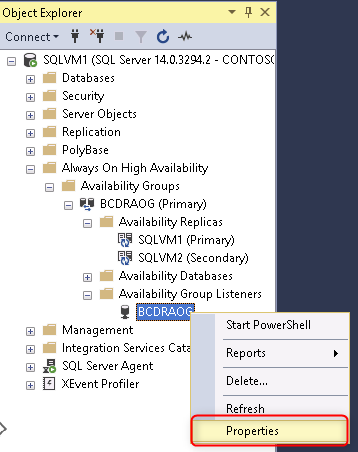 Object Explorer
Connect
SQLVM1 (SQL Server 14.0.3294.2 - CONTOSO
Databases
Security
Server Objects
Replication
PolyBase
Always On High Availability
Availability Groups
BCDRAOG (Primary)
Availability Replicas
SQLVM1 (Primary)
SQLVM2 (Secondary)
Availability Databases
Availability Group Listeners
BCDRAOG
Management
Integration Services Cata
SQL Server Agent
XEvent Profiler
Start PowerShell
Reports
Delete...
Refresh
Properties